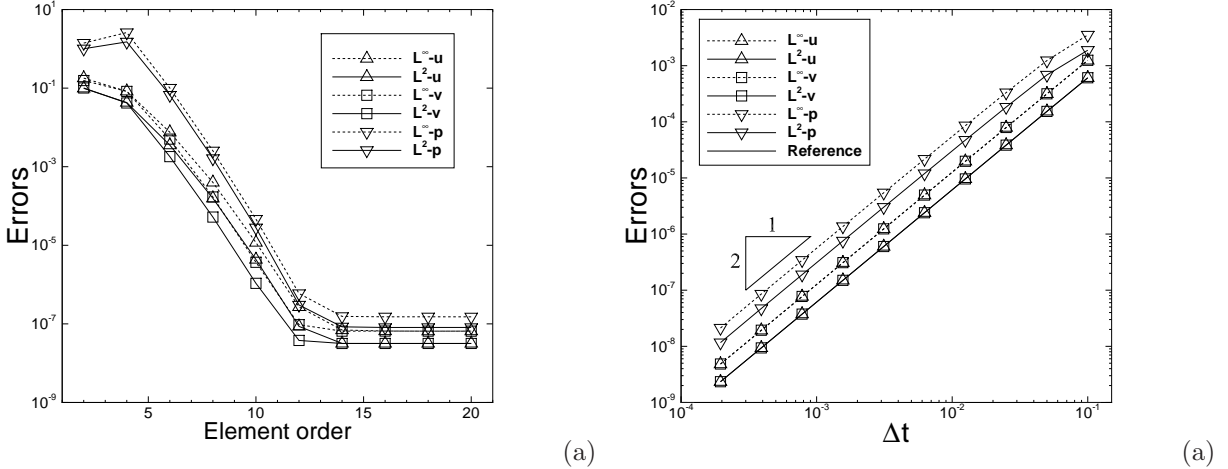 Errors
10^1
10^-1
10^-3
10^-5
10^-7
10^-9
5
10
15
20
Element order
L^∞-u
L^2-u
L^∞-v
L^2-v
L^∞-p
L^2-p
(a)
Errors
10^-2
10^-3
10^-4
10^-5
10^-6
10^-7
10^-8
10^-9
10^-4
10^-3
10^-2
10^-1
Δt
L^∞-u
L^2-u
L^∞-v
L^2-v
L^∞-p
L^2-p
Reference
1
2
(a)